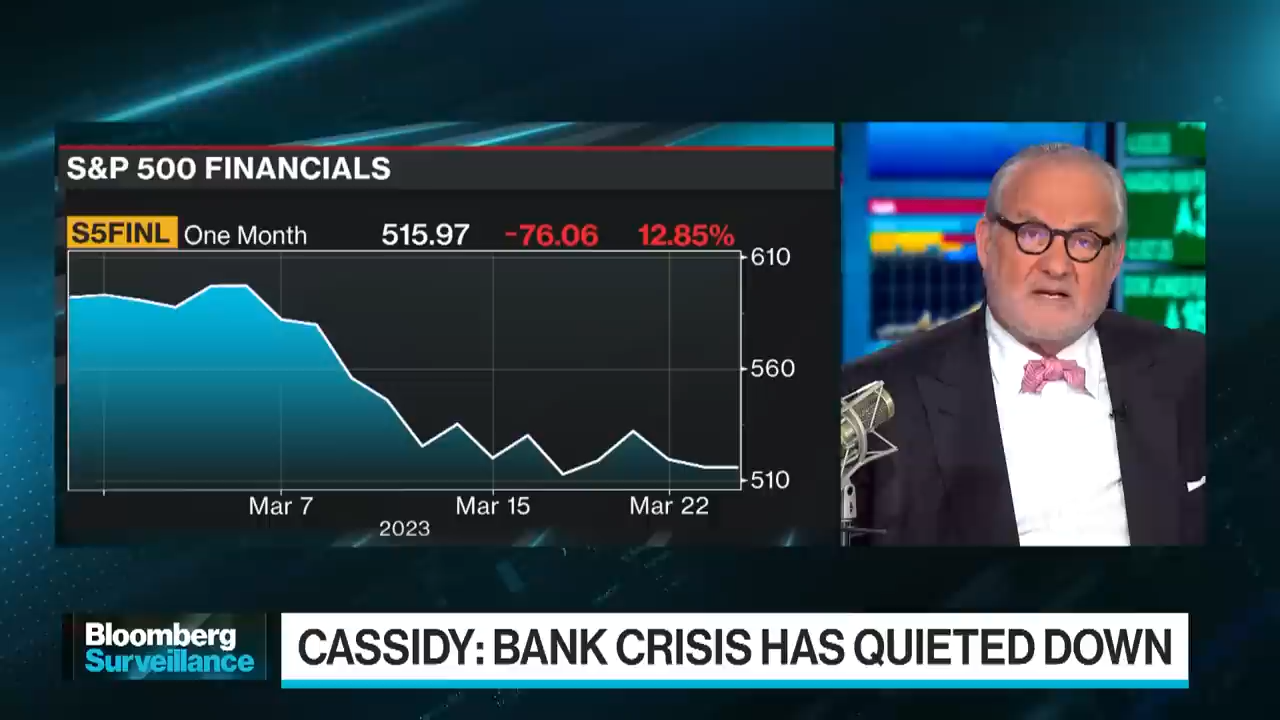 S&P 500 FINANCIALS
S5FINL One Month 515.97 -76.06 12.85%
610
560
510
Mar 7 Mar 15 Mar 22
2023
Bloomberg
Surveillance
CASSIDY: BANK CRISIS HAS QUIETED DOWN